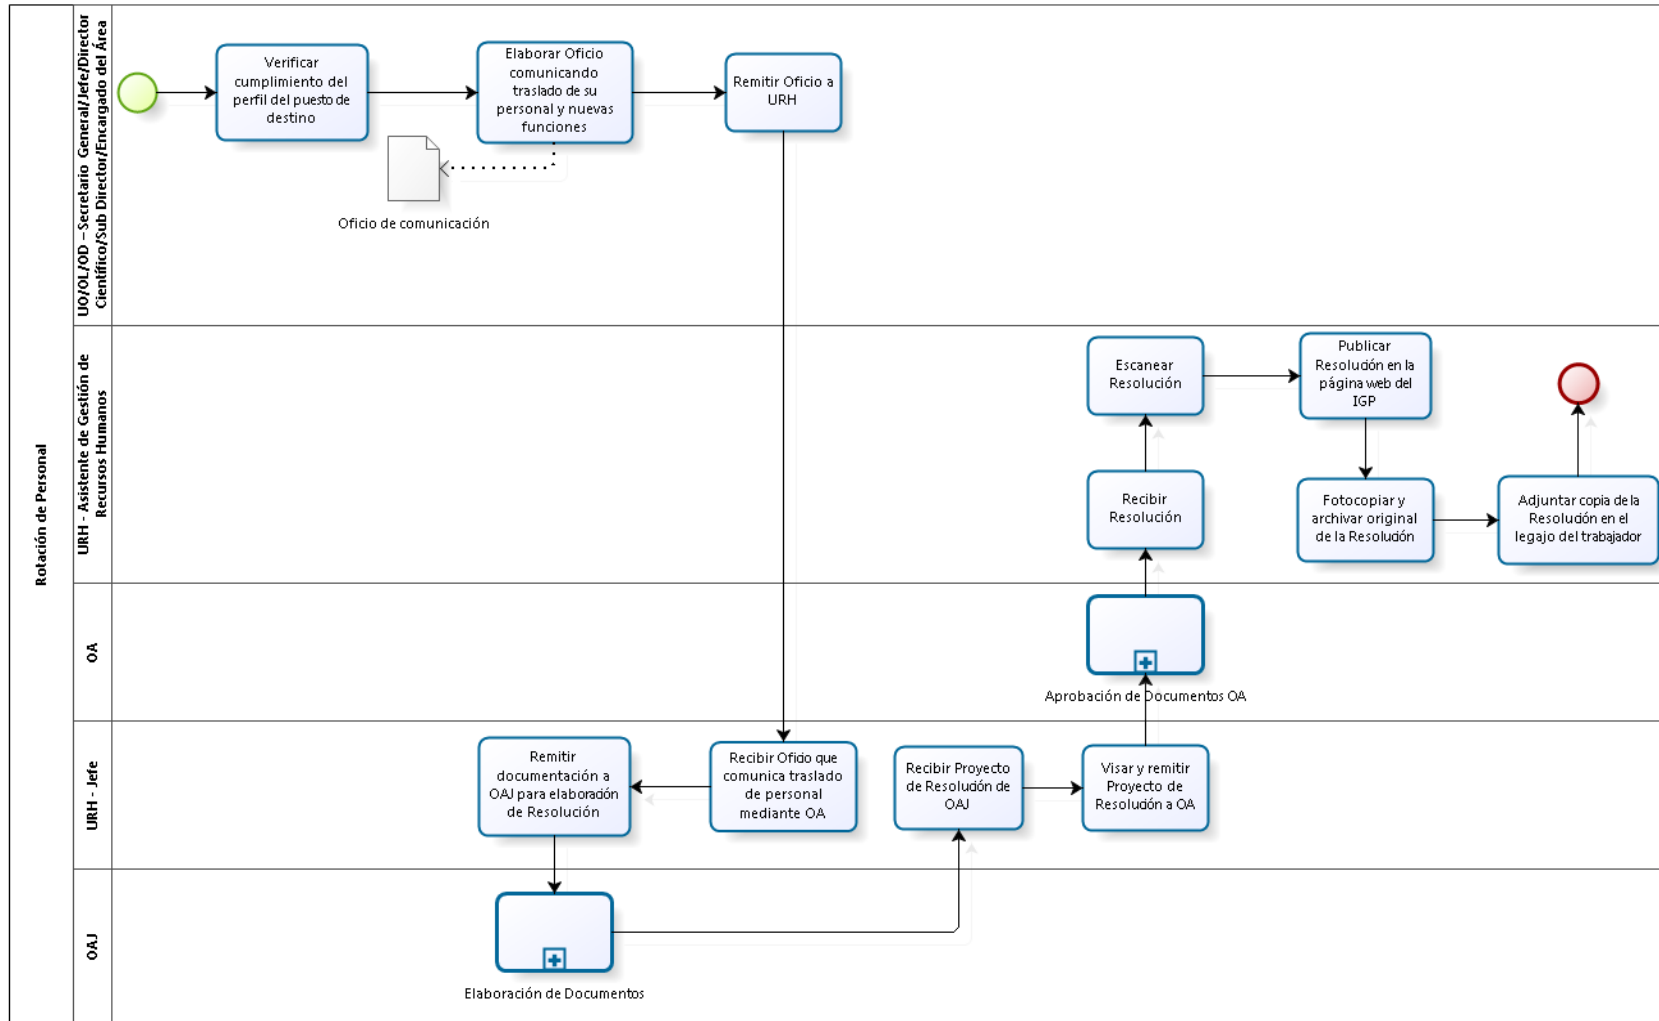 Rotación de Personal
UO/OL/OD – Secretario General/Jefe/Director
Científico/Sub Director/Encargado del Área
Verificar
cumplimiento del
perfil del puesto de
destino
Elaborar Oficio
comunicando
traslado de su
personal y nuevas
funciones
Remitir Oficio a
URH
Oficio de comunicación
URH - Asistente de Gestión de
Recursos Humanos
Escanear
Resolución
Publicar
Resolución en la
página web del
IGP
Recibir
Resolución
Fotocopiar y
archivar original
de la Resolución
Adjuntar copia de la
Resolución en el
legajo del trabajador
OA
Aprobación de Documentos OA
URH - Jefe
Remitir
documentación a
OAJ para elaboración
de Resolución
Recibir Oficio que
comunica traslado
de personal
mediante OA
Recibir Proyecto
de Resolución de
OAJ
Visar y remitir
Proyecto de
Resolución a OA
OAJ
Elaboración de Documentos